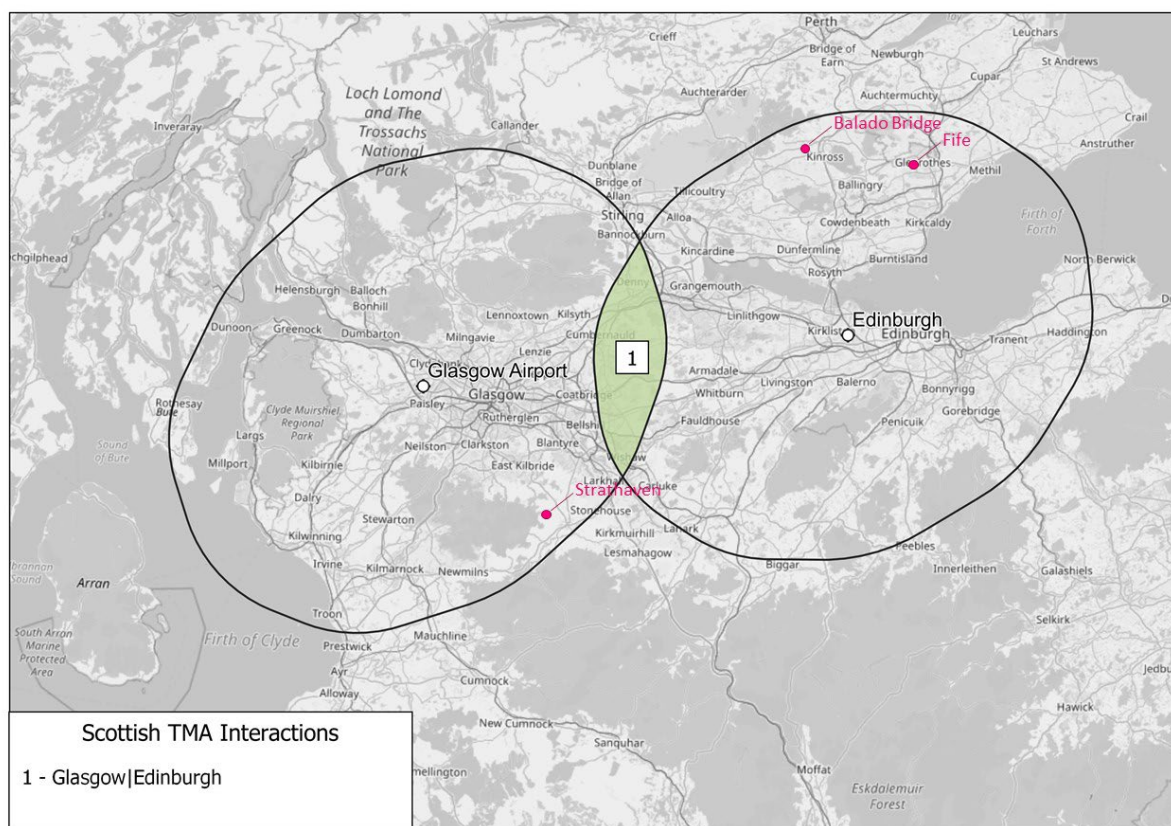 Perth
Crieff
Bridge of
Earn
Newburgh
Leuchars
St Andrews
Cupar
Auchterarder
Auchtermuchty
Crail
Anstruther
Loch Lomond
and The
Trossachs
National
Park
Inveraray
Callander
Balado Bridge
Fife
Kinross
Methil
Dunblane
Bridge of
Allan
Tillicoultry
Ballingry
Stirling
Alloa
Cowdenbeath
Kirkcaldy
Bannockburn
Firth of
Forth
Kincardine
Dunfermline
Burntisland
Rosyth
North Berwick
Denny
Grangemouth
Helensburgh
Balloch
Bonhill
Lennoxtown
Kilsyth
Linlithgow
Edinburgh
Edinburgh
Haddington
Tranent
Dunoon
Greenock
Dumbarton
Milngavie
Lenzie
Cumbernauld
1
Glasgow Airport
Armadale
Livingston
Balerno
Bonnyrigg
Paisley
Glasgow
Coatbridge
Whitburn
Gorebridge
Rothesay
Bute
Clyde Muirshiel
Regional
Park
Rutherglen
Fauldhouse
Penicuik
Sound
of Bute
Largs
Neilston
Clarkston
Blantyre
Millport
Kilbirnie
East Kilbride
Wishaw
Dalry
Strathaven
Carluke
Stewarton
Stonehouse
Kilwinning
Kirkmuirhill
Lanark
Peebles
Lesmahagow
Innerleithen
Galashiels
Irvine
Kilmarnock
Newmilns
Biggar
Arran
Troon
Selkirk
South Arran
Marine
Protected
Area
Firth of Clyde
Prestwick
Mauchline
Ayr
Alloway
Cumnock
Hawick
New Cumnock
Sanquhar
Moffat
Eskdalemuir
Forest
Scottish TMA Interactions
1 - Glasgow|Edinburgh